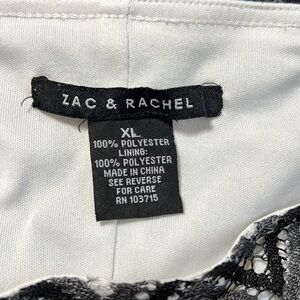 ZAC & RACHEL
XL
100% POLYESTER
LINING:
100% POLYESTER
MADE IN CHINA
SEE REVERSE
FOR CARE
RN 103715